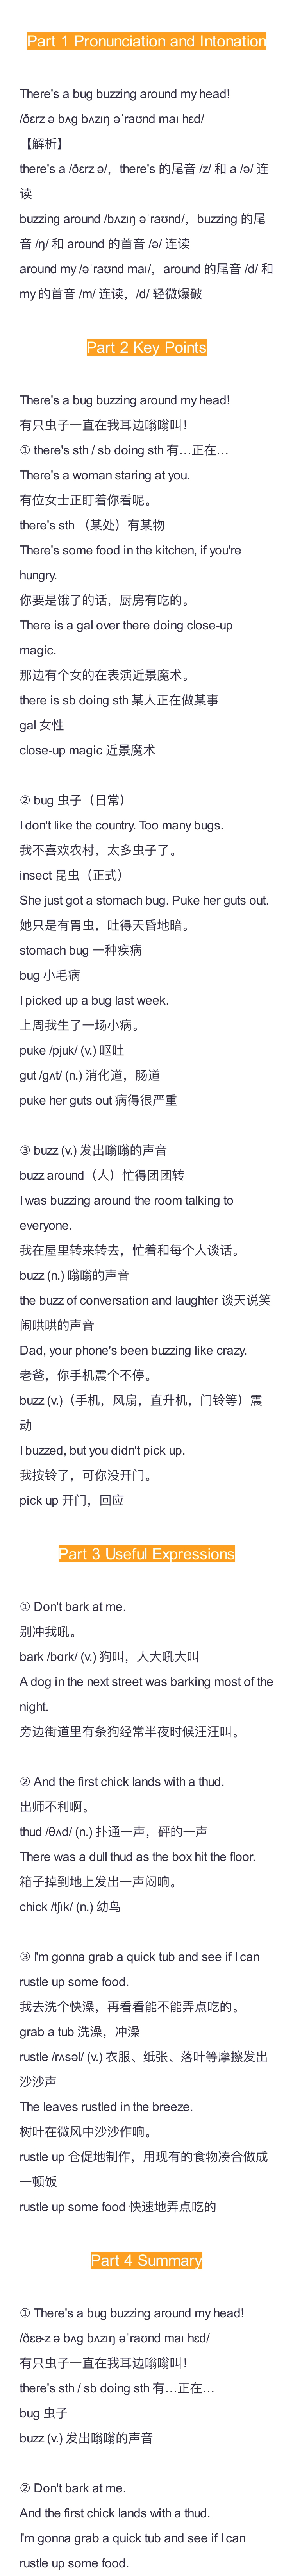 Part 1 Pronunciation and Intonation
There's a bug buzzing around my head!
/ðɛrz ə bʌg bʌzɪŋ əˈraʊnd maɪ hɛd/
【解析】
there's a /ðɛrz ə/，there's 的尾音 /z/ 和 a /ə/ 连
读
buzzing around /bʌzɪŋ əˈraʊnd/，buzzing 的尾
音 /ŋ/ 和 around 的首音 /ə/ 连读
around my /əˈraʊnd maɪ/，around 的尾音 /d/ 和
my 的首音 /m/ 连读，/d/ 轻微爆破
Part 2 Key Points
There's a bug buzzing around my head!
有只虫子一直在我耳边嗡嗡叫！
① there's sth / sb doing sth 有…正在…
There's a woman staring at you.
有位女士正盯着你看呢。
there's sth （某处）有某物
There's some food in the kitchen, if you're
hungry.
你要是饿了的话，厨房有吃的。
There is a gal over there doing close-up
magic.
那边有个女的在表演近景魔术。
there is sb doing sth 某人正在做某事
gal 女性
close-up magic 近景魔术
② bug 虫子（日常）
I don't like the country. Too many bugs.
我不喜欢农村，太多虫子了。
insect 昆虫（正式）
She just got a stomach bug. Puke her guts out.
她只是有胃虫，吐得天昏地暗。
stomach bug 一种疾病
bug 小毛病
I picked up a bug last week.
上周我生了一场小病。
puke /pjuk/ (v.) 呕吐
gut /gʌt/ (n.) 消化道，肠道
puke her guts out 病得很严重
③ buzz (v.) 发出嗡嗡的声音
buzz around（人）忙得团团转
I was buzzing around the room talking to
everyone.
我在屋里转来转去，忙着和每个人谈话。
buzz (n.) 嗡嗡的声音
the buzz of conversation and laughter 谈天说笑
闹哄哄的声音
Dad, your phone's been buzzing like crazy.
老爸，你手机震个不停。
buzz (v.)（手机，风扇，直升机，门铃等）震
动
I buzzed, but you didn't pick up.
我按铃了，可你没开门。
pick up 开门，回应
Part 3 Useful Expressions
① Don't bark at me.
别冲我吼。
bark /bɑrk/ (v.) 狗叫，人大吼大叫
A dog in the next street was barking most of the
night.
旁边街道里有条狗经常半夜时候汪汪叫。
② And the first chick lands with a thud.
出师不利啊。
thud /θʌd/ (n.) 扑通一声，砰的一声
There was a dull thud as the box hit the floor.
箱子掉到地上发出一声闷响。
chick /tʃɪk/ (n.) 幼鸟
③ I'm gonna grab a quick tub and see if I can
rustle up some food.
我去洗个快澡，再看看能不能弄点吃的。
grab a tub 洗澡，冲澡
rustle /rʌsəl/ (v.) 衣服、纸张、落叶等摩擦发出
沙沙声
The leaves rustled in the breeze.
树叶在微风中沙沙作响。
rustle up 仓促地制作，用现有的食物凑合做成
一顿饭
rustle up some food 快速地弄点吃的
Part 4 Summary
① There's a bug buzzing around my head!
/ðɛɚz ə bʌg bʌzɪŋ əˈraʊnd maɪ hɛd/
有只虫子一直在我耳边嗡嗡叫！
there's sth / sb doing sth 有…正在…
bug 虫子
buzz (v.) 发出嗡嗡的声音
② Don't bark at me.
And the first chick lands with a thud.
I'm gonna grab a quick tub and see if I can
rustle up some food.